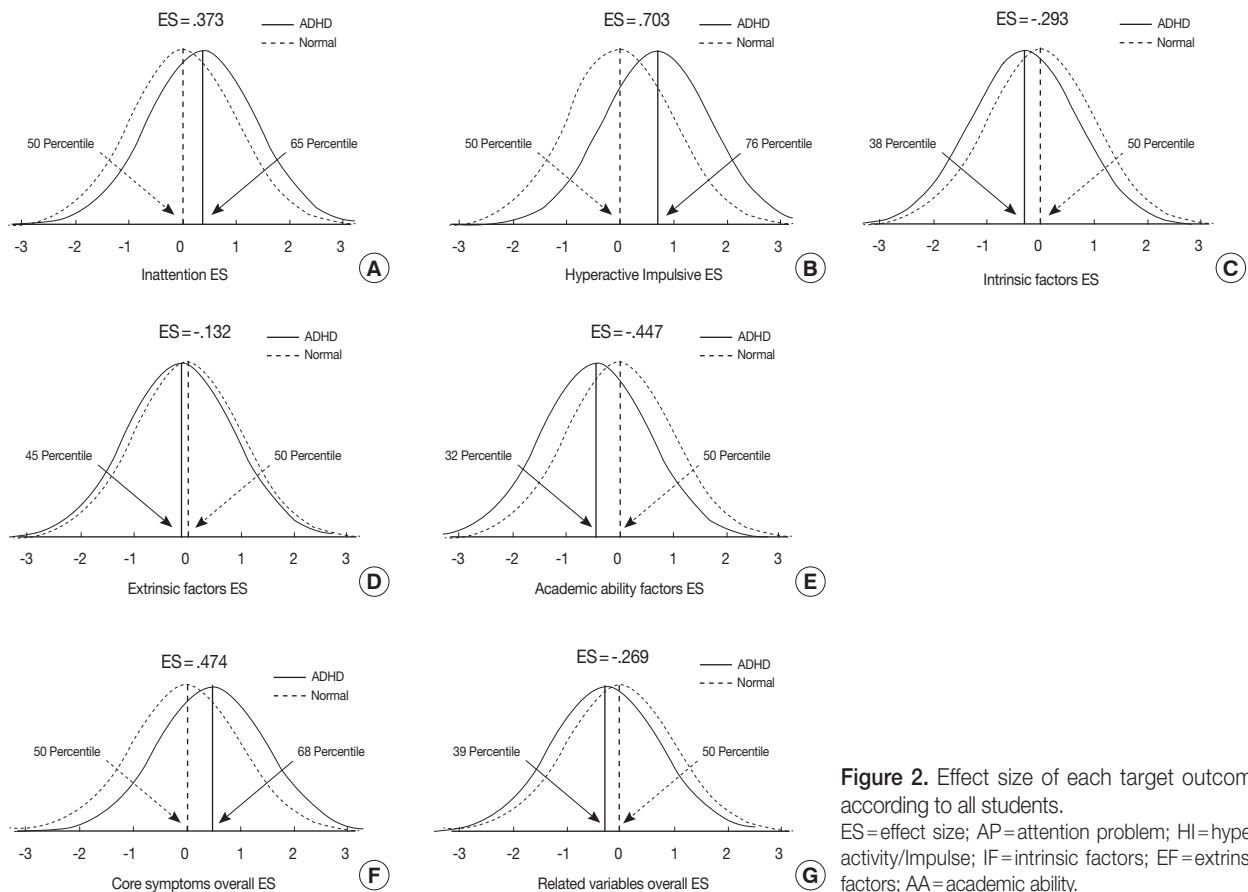 ES=.373
ADHD
Normal
50 Percentile
65 Percentile
-3 -2 -1 0 1 2 3
Inattention ES
A
ES=.703
ADHD
Normal
50 Percentile
76 Percentile
-3 -2 -1 0 1 2 3
Hyperactive Impulsive ES
B
ES=-.293
ADHD
Normal
38 Percentile
50 Percentile
-3 -2 -1 0 1 2 3
Intrinsic factors ES
C
ES=-.132
ADHD
Normal
45 Percentile
50 Percentile
-3 -2 -1 0 1 2 3
Extrinsic factors ES
D
ES=-.447
ADHD
Normal
32 Percentile
50 Percentile
-3 -2 -1 0 1 2 3
Academic ability factors ES
E
ES=.474
ADHD
Normal
50 Percentile
68 Percentile
-3 -2 -1 0 1 2 3
Core symptoms overall ES
F
ES=-.269
ADHD
Normal
39 Percentile
50 Percentile
-3 -2 -1 0 1 2 3
Related variables overall ES
G
Figure 2. Effect size of each target outcom
according to all students.
ES=effect size; AP=attention problem; HI=hype
activity/Impulse; IF=intrinsic factors; EF=extrins
factors; AA=academic ability.